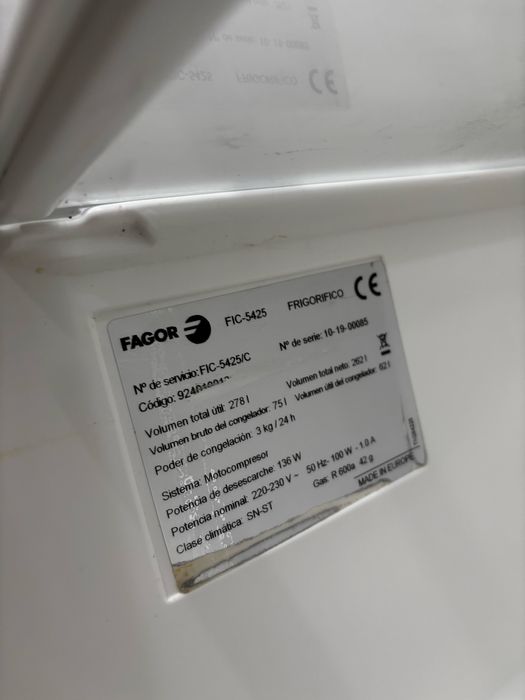 FAGOR FIC-5425 FRIGORIFICO CE
Nº de servicio: FIC-5425/C Nº de serie: 10-19-00085
Código:
Volumen total útil: 278 l Volumen total neto: 262 l
Volumen bruto del congelador: 75 l Volumen útil del congelador: 62 l
Poder de congelación: 3 kg / 24 h
Sistema: Motocompresor
Potencia de desescarche: 136 W
Potencia nominal: 220-230 V ~ 50 Hz- 100 W - 1.0 A
Clase climática: SN-ST Gas: R 600a 42 g
MADE IN EUROPE